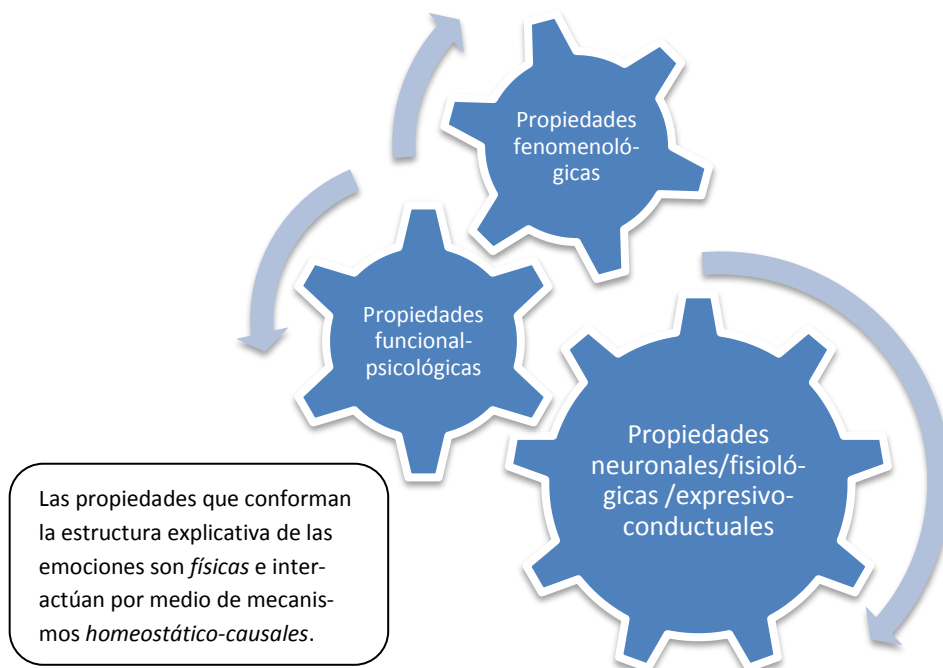 Propiedades
fenomenoló-
gicas
Propiedades
funcional-
psicológicas
Propiedades
neuronales/fisioló-
gicas /expresivo-
conductuales
Las propiedades que conforman
la estructura explicativa de las
emociones son físicas e inter-
actúan por medio de mecanis-
mos homeostático-causales.